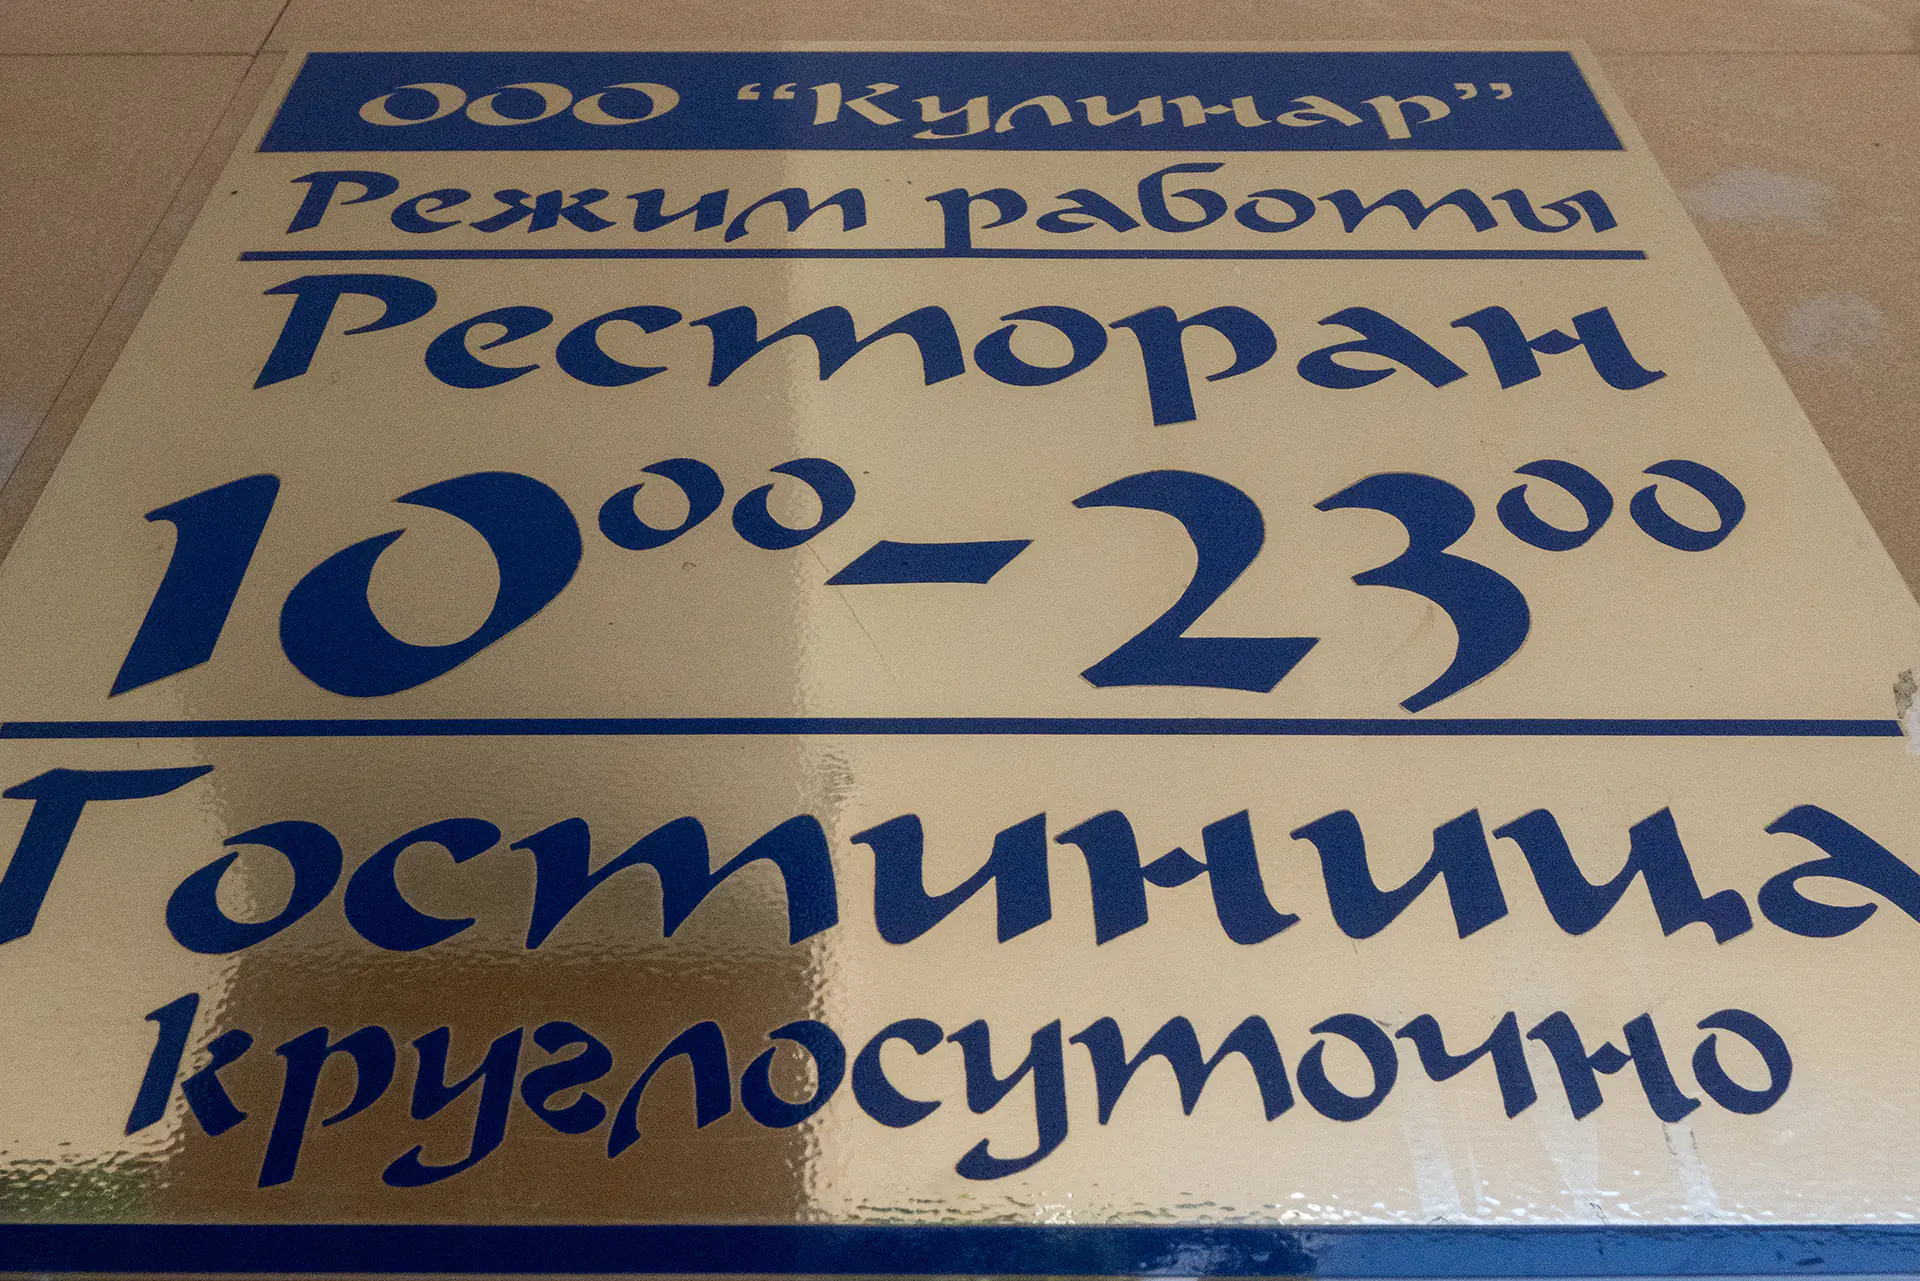 ООО “Кулинар”
Режим работы
Ресторан
10⁰⁰-23⁰⁰
Гостиница
круглосуточно